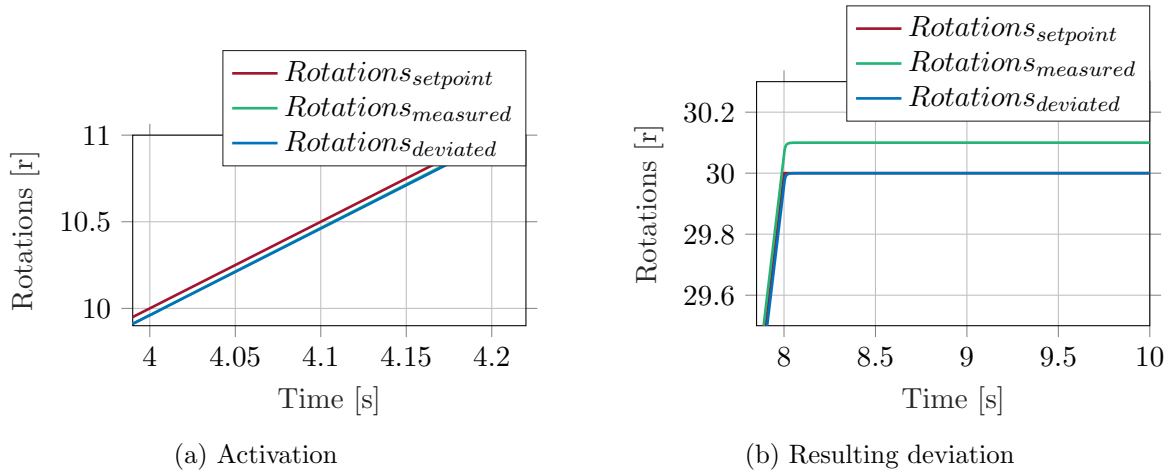 Rotations_setpoint
Rotations_measured
Rotations_deviated
11
10.5
10
Rotations [r]
4 4.05 4.1 4.15 4.2
Time [s]
(a) Activation
Rotations_setpoint
Rotations_measured
Rotations_deviated
30.2
30
29.8
29.6
Rotations [r]
8 8.5 9 9.5 10
Time [s]
(b) Resulting deviation